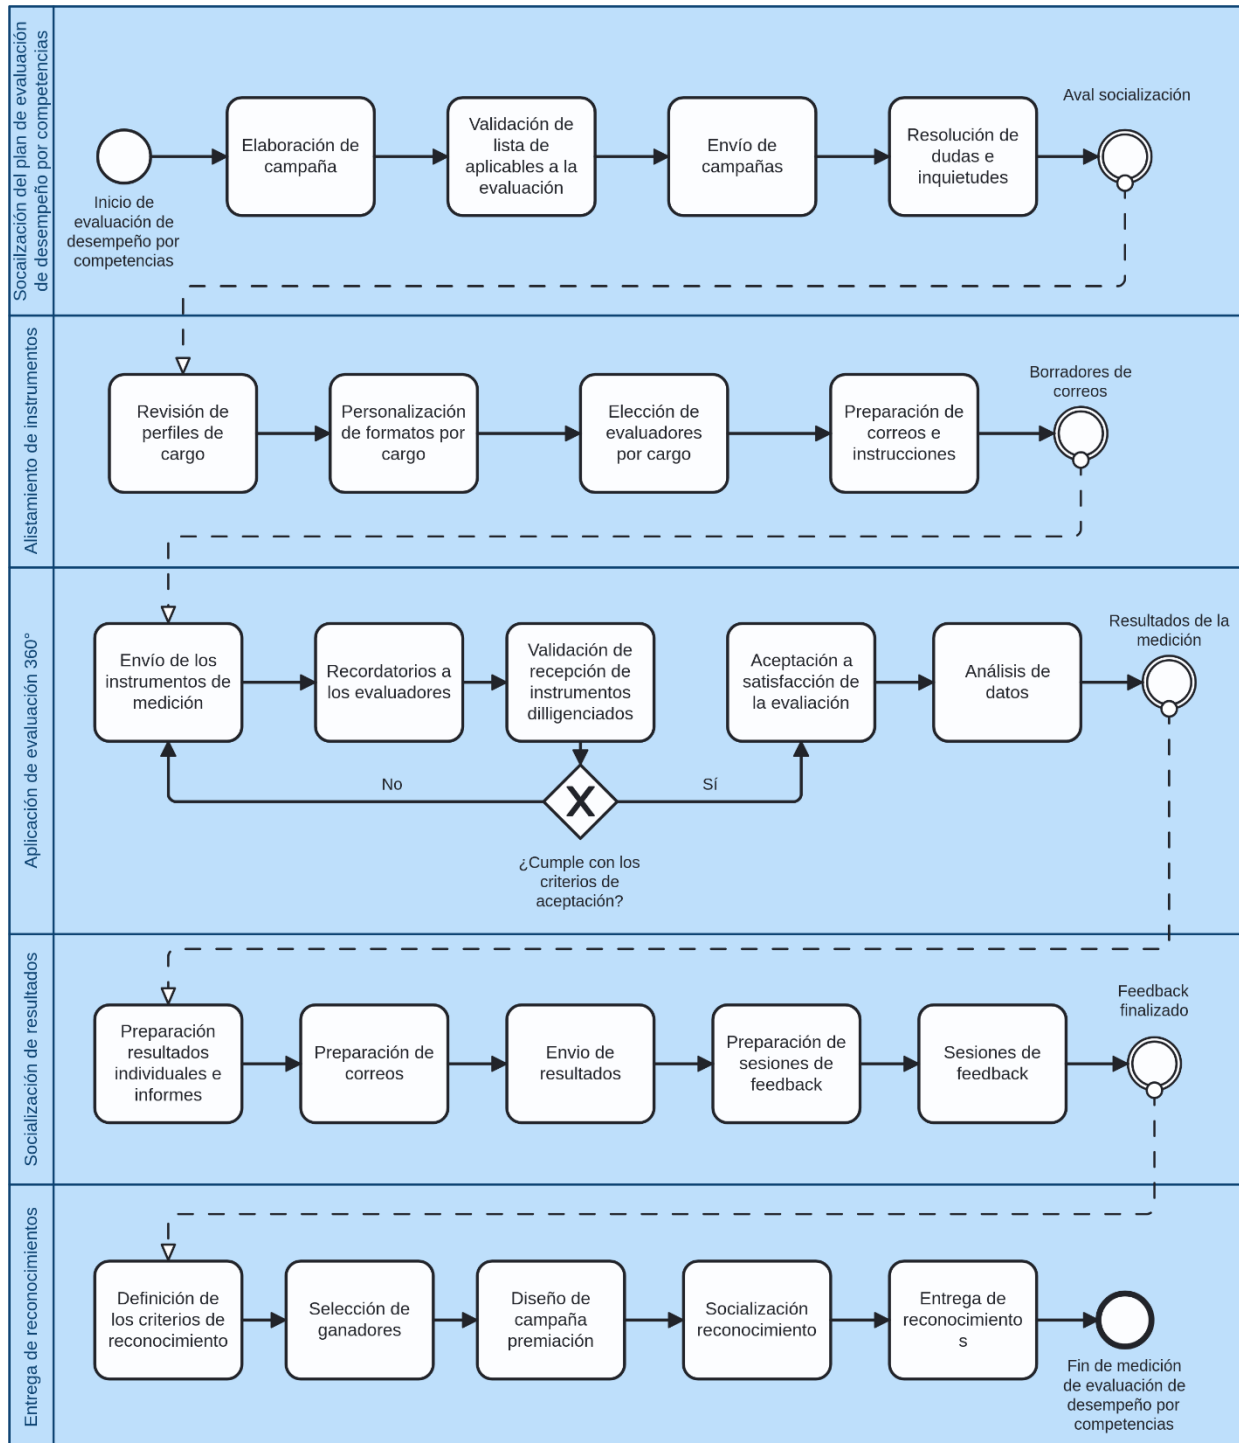 Socailzación del plan de evaluación
de desempeño por competencias
Inicio de
evaluación de
desempeño por
competencias
Elaboración de
campaña
Validación de
lista de
aplicables a la
evaluación
Envío de
campañas
Resolución de
dudas e
inquietudes
Aval socialización
Alistamiento de instrumentos
Revisión de
perfiles de
cargo
Personalización
de formatos por
cargo
Elección de
evaluadores
por cargo
Preparación de
correos e
instrucciones
Borradores de
correos
Aplicación de evaluación 360°
Envío de los
instrumentos de
medición
Recordatorios a
los evaluadores
Validación de
recepción de
instrumentos
dilligenciados
Aceptación a
satisfacción de
la evaliación
Análisis de
datos
Resultados de la
medición
No
Sí
¿Cumple con los
criterios de
aceptación?
Socialización de resultados
Preparación
resultados
individuales e
informes
Preparación de
correos
Envio de
resultados
Preparación de
sesiones de
feedback
Sesiones de
feedback
Feedback
finalizado
Entrega de reconocimientos
Definición de
los criterios de
reconocimiento
Selección de
ganadores
Diseño de
campaña
premiación
Socialización
reconocimiento
Entrega de
reconocimiento
s
Fin de medición
de evaluación de
desempeño por
competencias